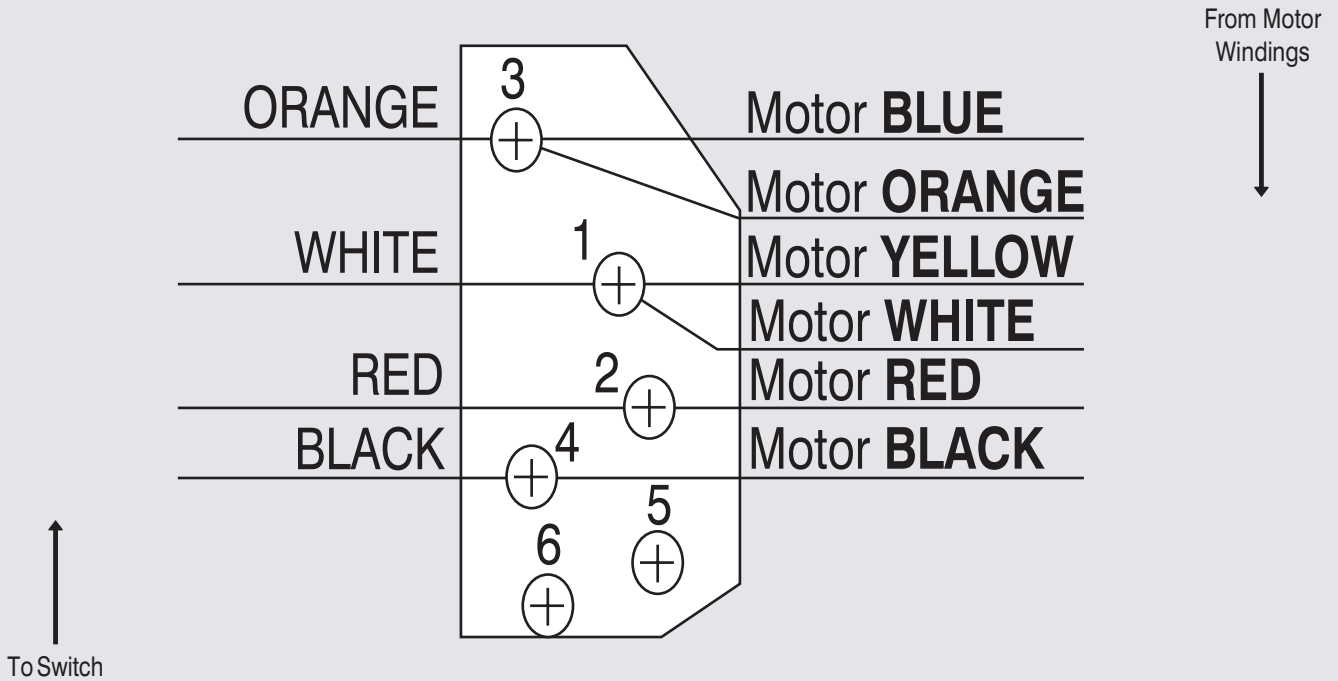 From Motor
Windings
3
ORANGE
Motor BLUE
Motor ORANGE
1
WHITE
Motor YELLOW
Motor WHITE
RED
2
Motor RED
BLACK
4
Motor BLACK
5
6
To Switch